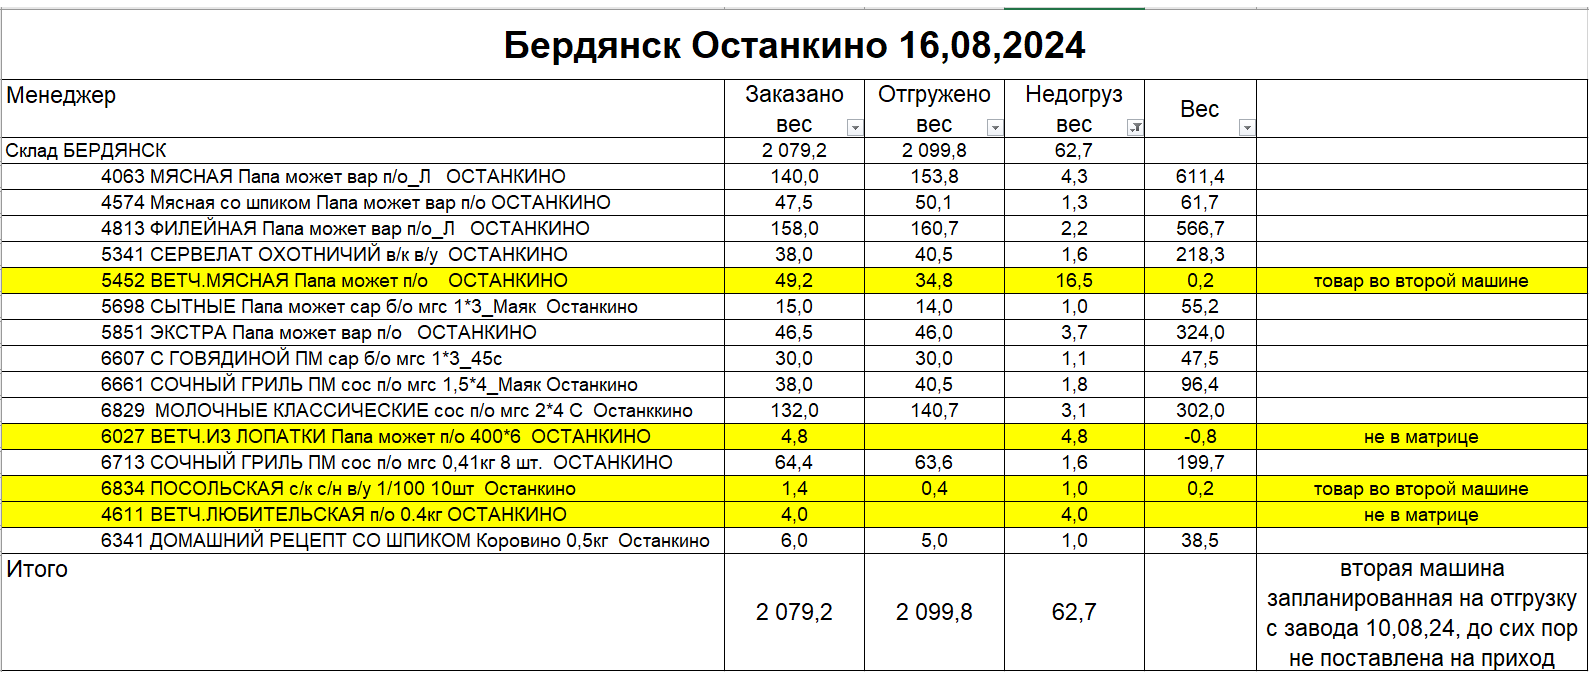 Бердянск Останкино 16,08,2024
Менеджер Заказано вес Отгружено вес Недогруз вес Вес
Склад БЕРДЯНСК 2 079,2 2 099,8 62,7
4063 МЯСНАЯ Папа может вар п/о_Л ОСТАНКИНО 140,0 153,8 4,3 611,4
4574 Мясная со шпиком Папа может вар п/о ОСТАНКИНО 47,5 50,1 1,3 61,7
4813 ФИЛЕЙНАЯ Папа может вар п/о_Л ОСТАНКИНО 158,0 160,7 2,2 566,7
5341 СЕРВЕЛАТ ОХОТНИЧИЙ в/к в/у ОСТАНКИНО 38,0 40,5 1,6 218,3
5452 ВЕТЧ.МЯСНАЯ Папа может п/о ОСТАНКИНО 49,2 34,8 16,5 0,2 товар во второй машине
5698 СЫТНЫЕ Папа может сар б/о мгс 1*3_Маяк Останкино 15,0 14,0 1,0 55,2
5851 ЭКСТРА Папа может вар п/о ОСТАНКИНО 46,5 46,0 3,7 324,0
6607 С ГОВЯДИНОЙ ПМ сар б/о мгс 1*3_45с 30,0 30,0 1,1 47,5
6661 СОЧНЫЙ ГРИЛЬ ПМ сос п/о мгс 1,5*4_Маяк Останкино 38,0 40,5 1,8 96,4
6829 МОЛОЧНЫЕ КЛАССИЧЕСКИЕ сос п/о мгс 2*4 С Останккино 132,0 140,7 3,1 302,0
6027 ВЕТЧ.ИЗ ЛОПАТКИ Папа может п/о 400*6 ОСТАНКИНО 4,8 4,8 -0,8 не в матрице
6713 СОЧНЫЙ ГРИЛЬ ПМ сос п/о мгс 0,41кг 8 шт. ОСТАНКИНО 64,4 63,6 1,6 199,7
6834 ПОСОЛЬСКАЯ с/к с/н в/у 1/100 10шт Останкино 1,4 0,4 1,0 0,2 товар во второй машине
4611 ВЕТЧ.ЛЮБИТЕЛЬСКАЯ п/о 0.4кг ОСТАНКИНО 4,0 4,0 не в матрице
6341 ДОМАШНИЙ РЕЦЕПТ СО ШПИКОМ Коровино 0,5кг Останкино 6,0 5,0 1,0 38,5
Итого 2 079,2 2 099,8 62,7
вторая машина
запланированная на отгрузку
с завода 10,08,24, до сих пор
не поставлена на приход